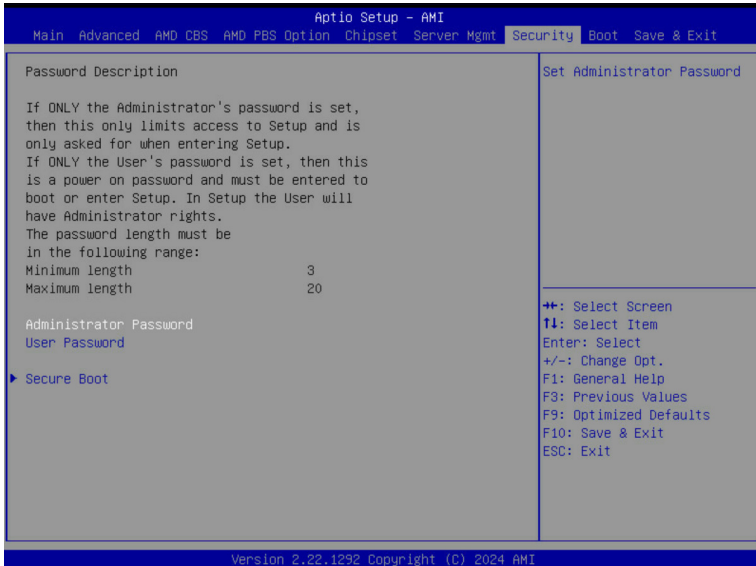 Aptio Setup - AMI
Main Advanced AMD CBS AMD PBS Option Chipset Server Mgmt Security Boot Save & Exit
Password Description
If ONLY the Administrator's password is set,
then this only limits access to Setup and is
only asked for when entering Setup.
If ONLY the User's password is set, then this
is a power on password and must be entered to
boot or enter Setup. In Setup the User will
have Administrator rights.
The password length must be
in the following range:
Minimum length 3
Maximum length 20
Administrator Password
User Password
Secure Boot
Set Administrator Password
→←: Select Screen
↑↓: Select Item
Enter: Select
+/-: Change Opt.
F1: General Help
F3: Previous Values
F9: Optimized Defaults
F10: Save & Exit
ESC: Exit
Version 2.22.1292 Copyright (C) 2024 AMI